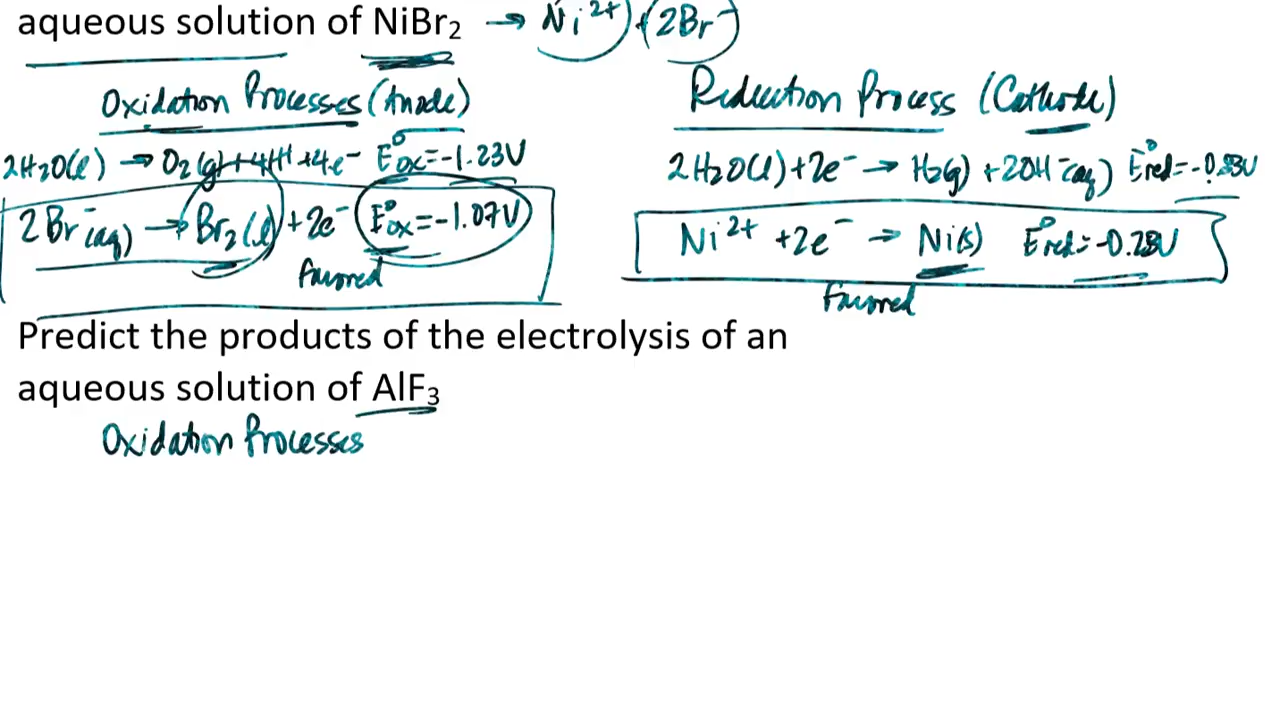 aqueous solution of NiBr₂ → Ni²⁺ + 2Br⁻
Oxidation Processes (Anode)
Reduction Process (Cathode)
2H₂O(l) → O₂(g) + 4H⁺ + 4e⁻ E°ox = -1.23V
2H₂O(l) + 2e⁻ → H₂(g) + 2OH⁻(aq) E°red = -0.83V
2Br⁻(aq) → Br₂(l) + 2e⁻ E°ox = -1.07V
Ni²⁺ + 2e⁻ → Ni(s) E°red = -0.28V
favored
favored
Predict the products of the electrolysis of an
aqueous solution of AlF₃
Oxidation Processes